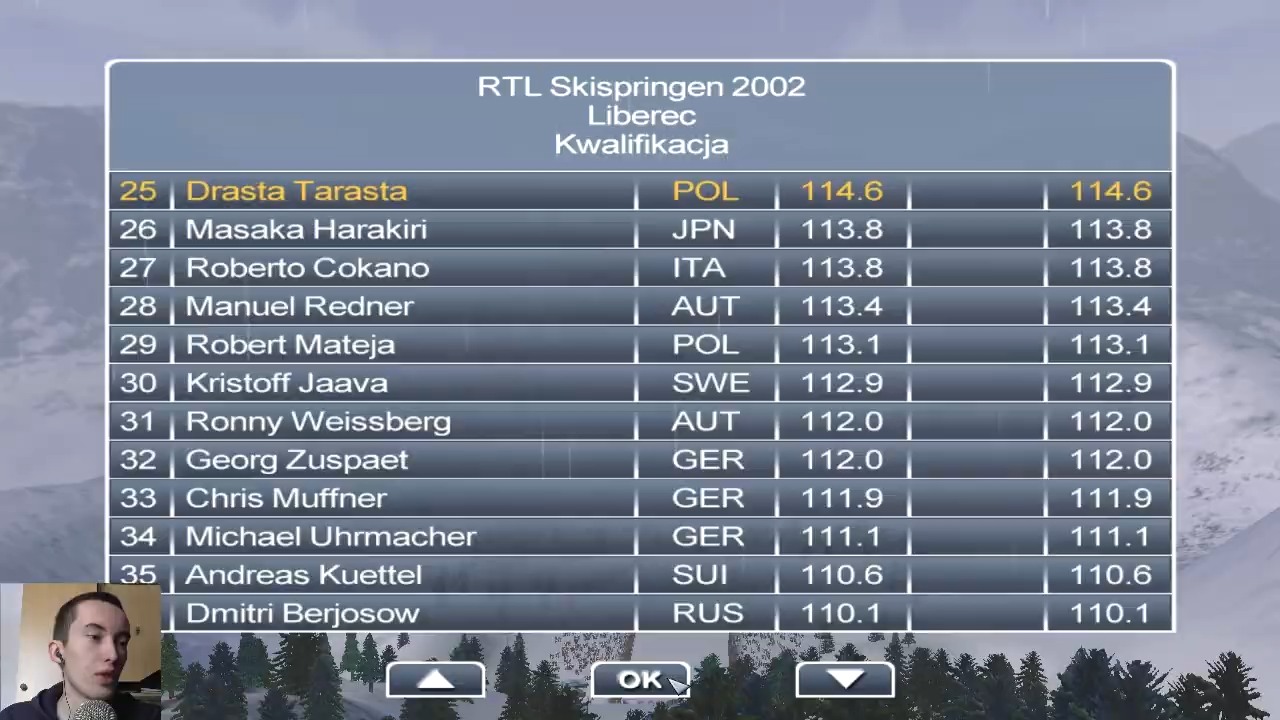 RTL Skispringen 2002
Liberec
Kwalifikacja
25 Drasta Tarasta POL 114.6 114.6
26 Masaka Harakiri JPN 113.8 113.8
27 Roberto Cokano ITA 113.8 113.8
28 Manuel Redner AUT 113.4 113.4
29 Robert Mateja POL 113.1 113.1
30 Kristoff Jaava SWE 112.9 112.9
31 Ronny Weissberg AUT 112.0 112.0
32 Georg Zuspaet GER 112.0 112.0
33 Chris Muffner GER 111.9 111.9
34 Michael Uhrmacher GER 111.1 111.1
35 Andreas Kuettel SUI 110.6 110.6
Dmitri Berjosow RUS 110.1 110.1
OK